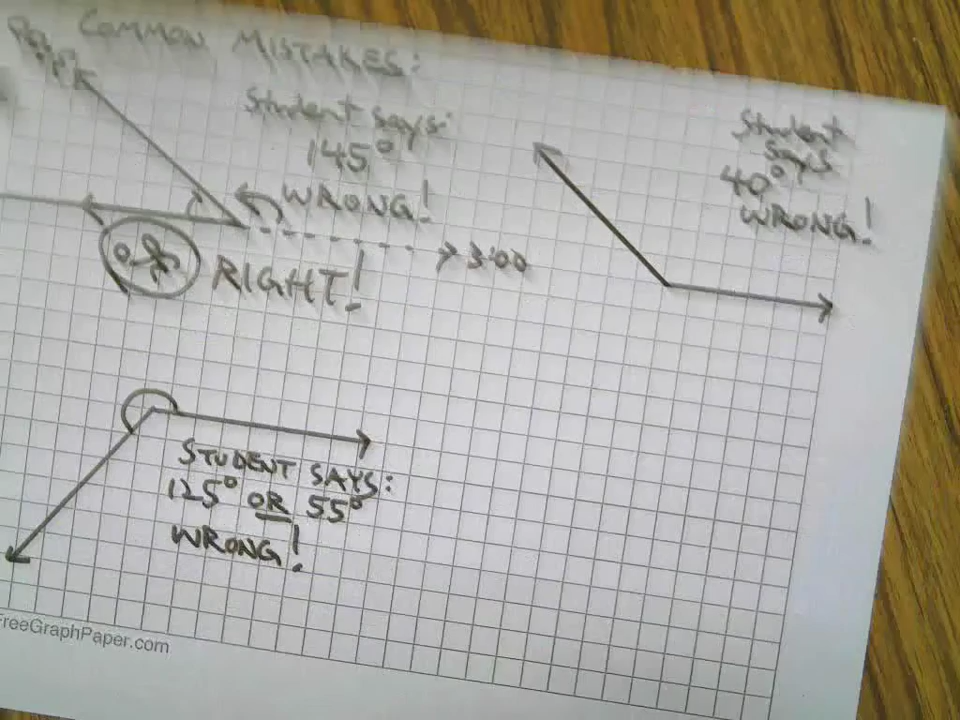 COMMON MISTAKES:
Student says:
145°
WRONG!
RIGHT!
3:00
Student
says
40°
WRONG!
STUDENT SAYS:
125° OR 55°
WRONG!
FreeGraphPaper.com